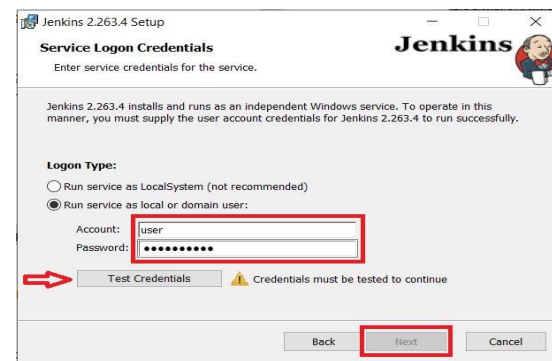 Jenkins 2.263.4 Setup
Service Logon Credentials
Jenkins
Enter service credentials for the service.
Jenkins 2.263.4 installs and runs as an independent Windows service. To operate in this
manner, you must supply the user account credentials for Jenkins 2.263.4 to run successfully.
Logon Type:
Run service as LocalSystem (not recommended)
Run service as local or domain user:
Account: user
Password: ●●●●●●●●●●
Test Credentials Credentials must be tested to continue
Back Next Cancel